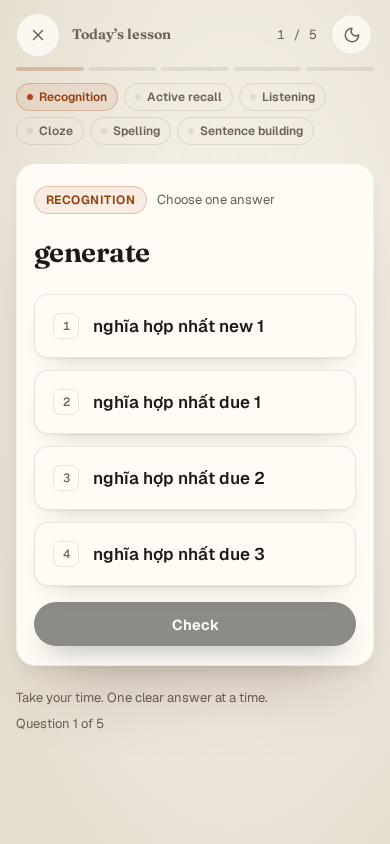 Today's lesson
1 / 5
Recognition
Active recall
Listening
Cloze
Spelling
Sentence building
RECOGNITION
Choose one answer
generate
1 nghĩa hợp nhất new 1
2 nghĩa hợp nhất due 1
3 nghĩa hợp nhất due 2
4 nghĩa hợp nhất due 3
Check
Take your time. One clear answer at a time.
Question 1 of 5